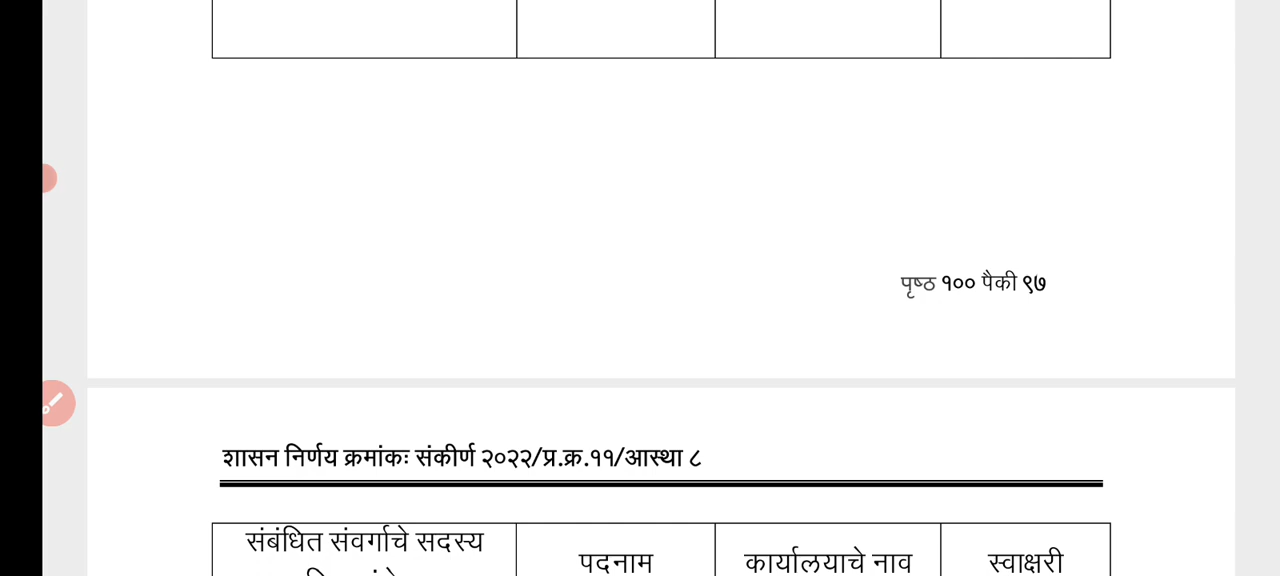 पृष्ठ १०० पैकी ९७
शासन निर्णय क्रमांकः संकीर्ण २०२२/प्र.क्र.११/आस्था ८
संबंधित संवर्गाचे सदस्य
पदनाम
कार्यालयाचे नाव
स्वाक्षरी